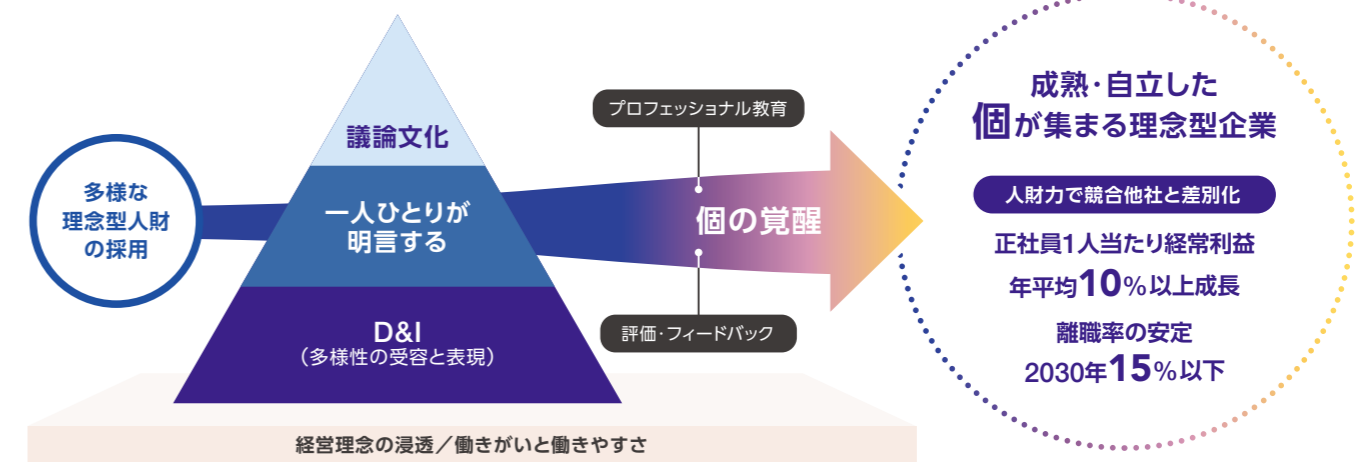 多様な
理念型人財
の採用
議論文化
一人ひとりが
明言する
D&I
（多様性の受容と表現）
プロフェッショナル教育
個の覚醒
評価・フィードバック
経営理念の浸透／働きがいと働きやすさ
成熟・自立した
個が集まる理念型企業
人財力で競合他社と差別化
正社員1人当たり経常利益
年平均10%以上成長
離職率の安定
2030年15%以下